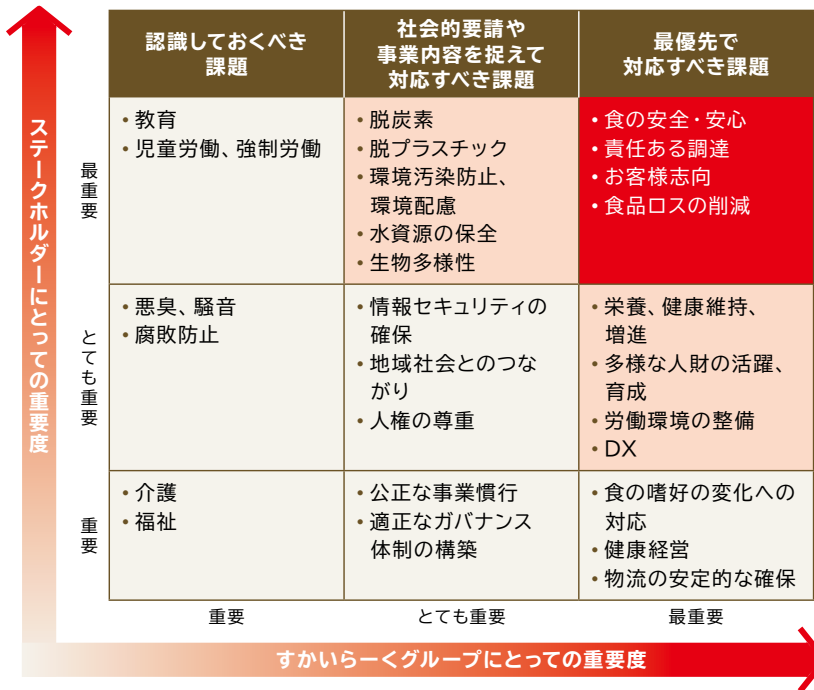 認識しておくべき
課題
社会的要請や
事業内容を捉えて
対応すべき課題
最優先で
対応すべき課題
ステークホルダーにとっての重要度
最重要
・教育
・児童労働、強制労働
・脱炭素
・脱プラスチック
・環境汚染防止、
環境配慮
・水資源の保全
・生物多様性
・食の安全・安心
・責任ある調達
・お客様志向
・食品ロスの削減
とても重要
・悪臭、騒音
・腐敗防止
・情報セキュリティの
確保
・地域社会とのつな
がり
・人権の尊重
・栄養、健康維持、
増進
・多様な人財の活躍、
育成
・労働環境の整備
・DX
重要
・介護
・福祉
・公正な事業慣行
・適正なガバナンス
体制の構築
・食の嗜好の変化への
対応
・健康経営
・物流の安定的な確保
重要
とても重要
最重要
すかいらーくグループにとっての重要度